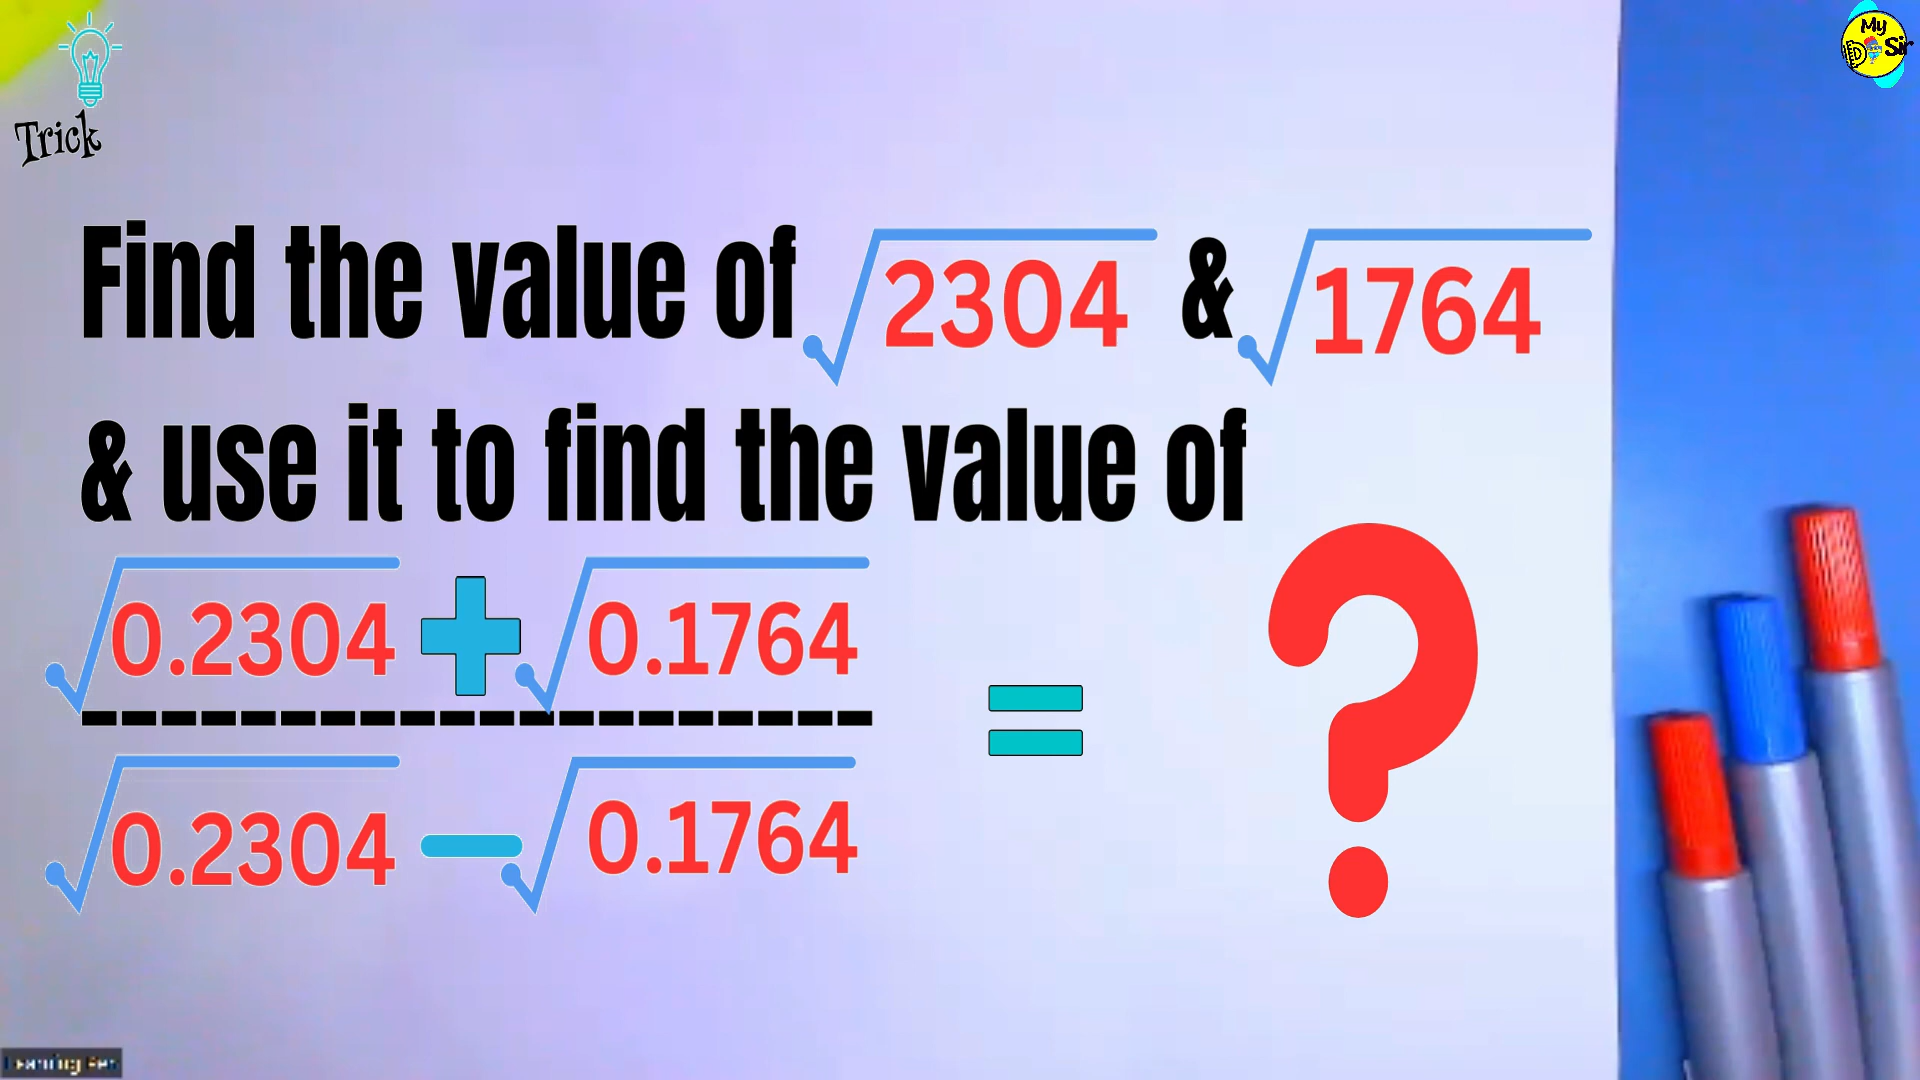 Trick
My
Sir
Find the value of √2304 & √1764
& use it to find the value of
√0.2304 + √0.1764
√0.2304 − √0.1764
= ?